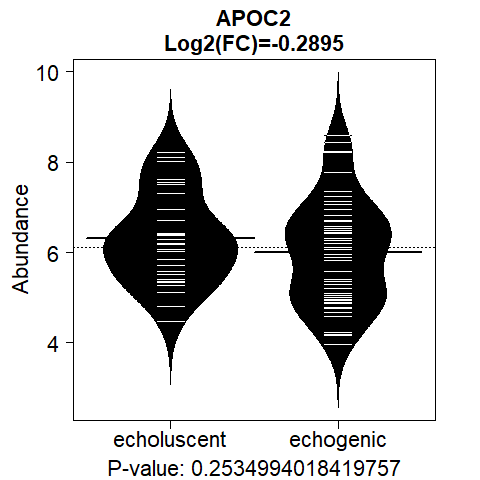 APOC2
Log2(FC)=-0.2895
10
8
6
4
Abundance
echoluscent echogenic
P-value: 0.2534994018419757